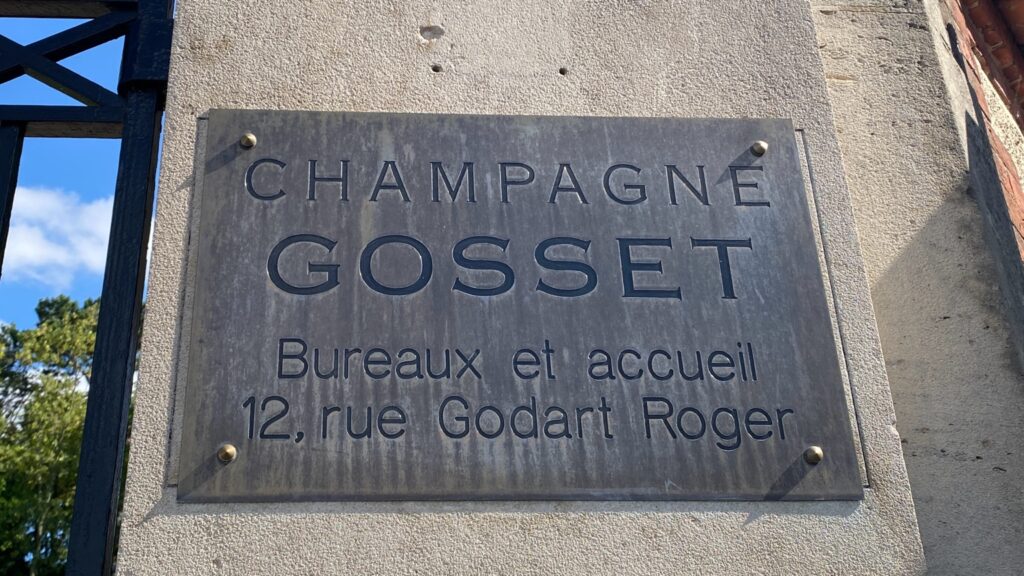 CHAMPAGNE
GOSSET
Bureaux et accueil
12, rue Godart Roger